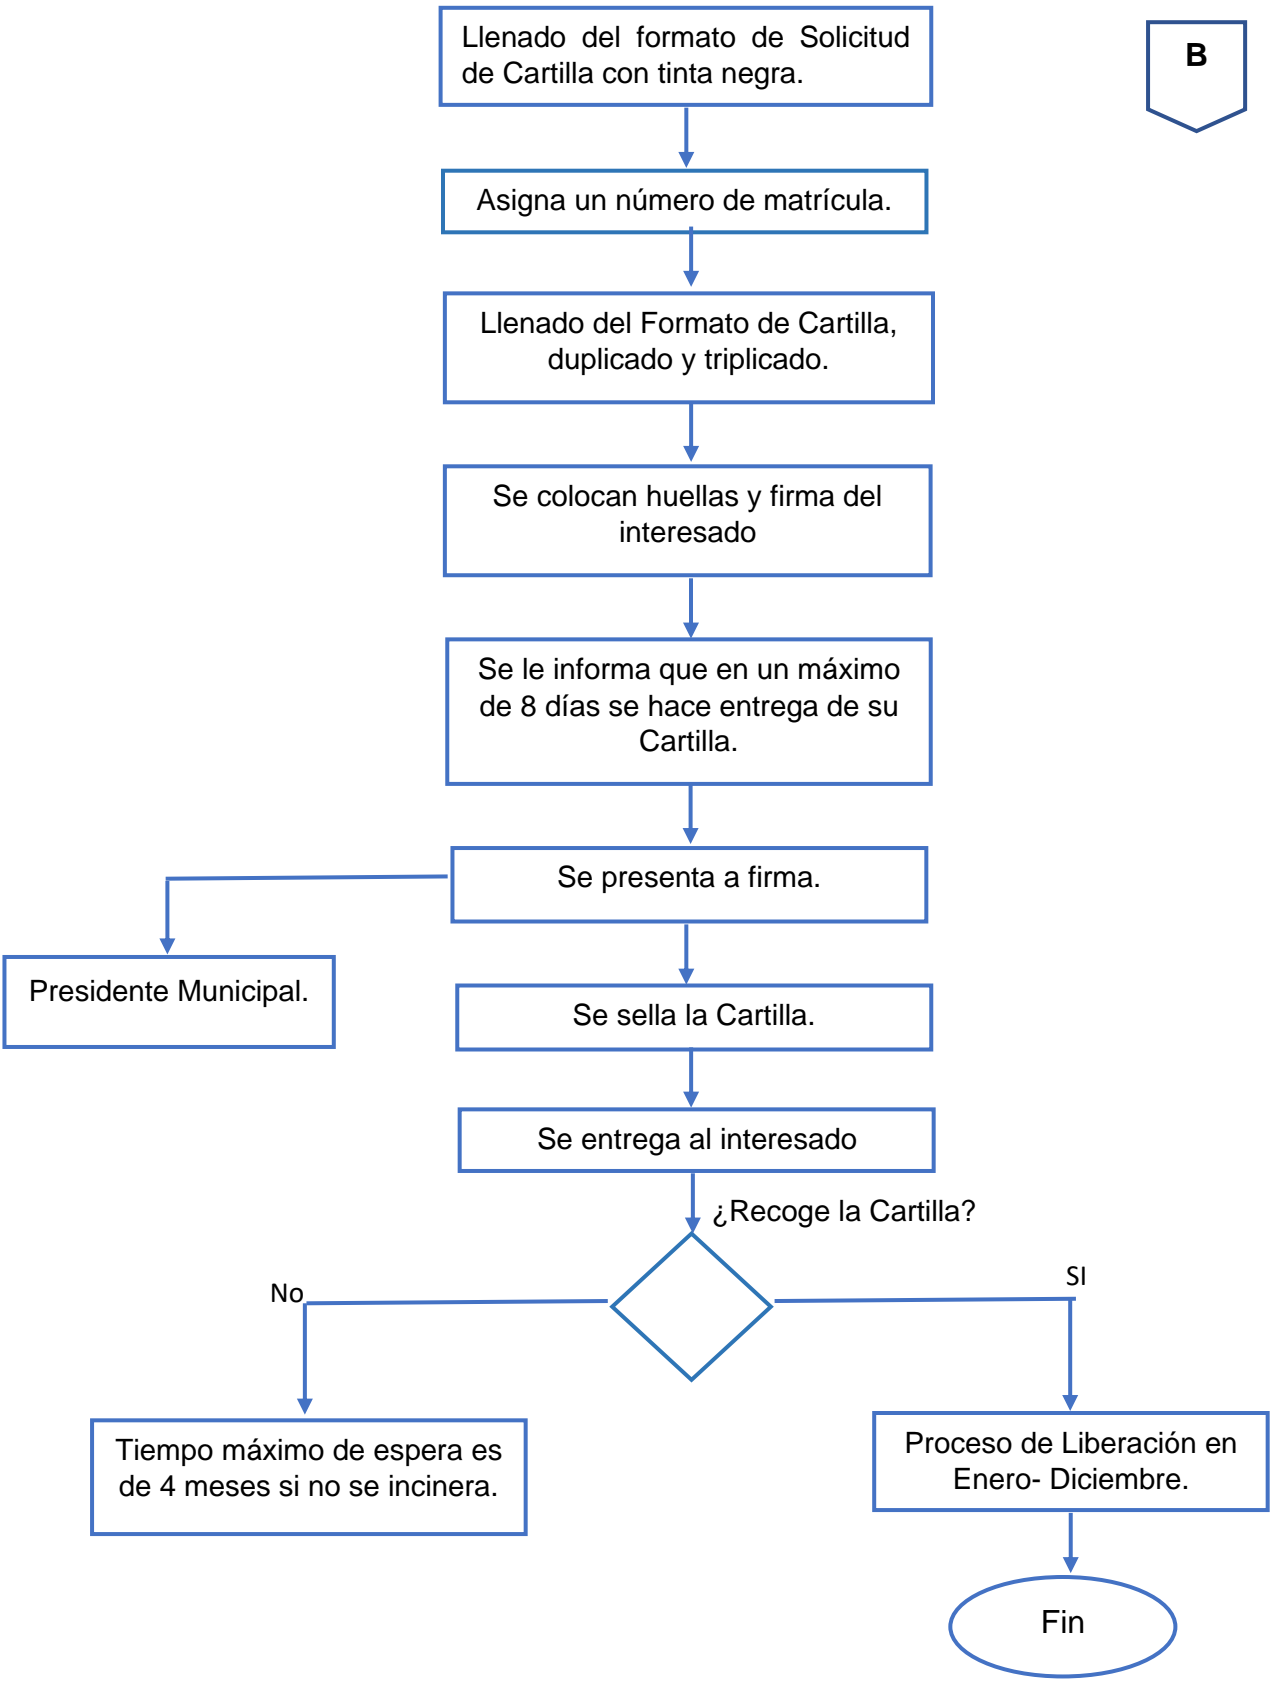 Llenado del formato de Solicitud
de Cartilla con tinta negra.
B
Asigna un número de matrícula.
Llenado del Formato de Cartilla,
duplicado y triplicado.
Se colocan huellas y firma del
interesado
Se le informa que en un máximo
de 8 días se hace entrega de su
Cartilla.
Se presenta a firma.
Presidente Municipal.
Se sella la Cartilla.
Se entrega al interesado
¿Recoge la Cartilla?
No
SI
Tiempo máximo de espera es
de 4 meses si no se incinera.
Proceso de Liberación en
Enero- Diciembre.
Fin